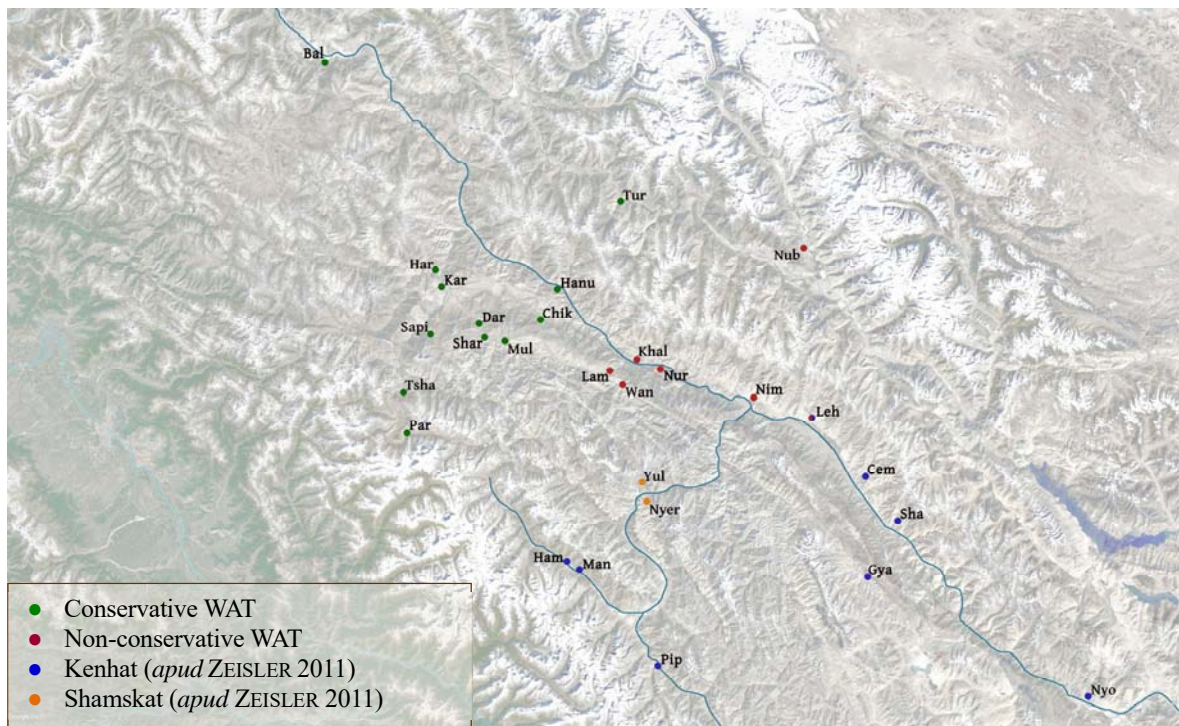 Bal
Tur
Nub
Har
Kar
Hanu
Chik
Dar
Sapi
Shar
Mul
Khal
Lam
Nur
Wan
Tsha
Nim
Leh
Par
Yul
Cem
Nyer
Sha
Ham
Man
Gya
Pip
Nyo
Conservative WAT
Non-conservative WAT
Kenhat (apud ZEISLER 2011)
Shamskat (apud ZEISLER 2011)